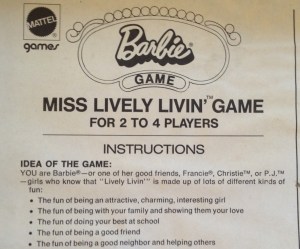 MATTEL
games
Barbie®
GAME
MISS LIVELY LIVIN'™ GAME
FOR 2 TO 4 PLAYERS
INSTRUCTIONS
IDEA OF THE GAME:
YOU are Barbie®—or one of her good friends, Francie®, Christie™, or P.J.™
—girls who know that "Lively Livin'" is made up of lots of different kinds of
fun:
• The fun of being an attractive, charming, interesting girl
• The fun of being with your family and showing them your love
• The fun of doing your best at school
• The fun of being a good friend
• The fun of being a good neighbor and helping others